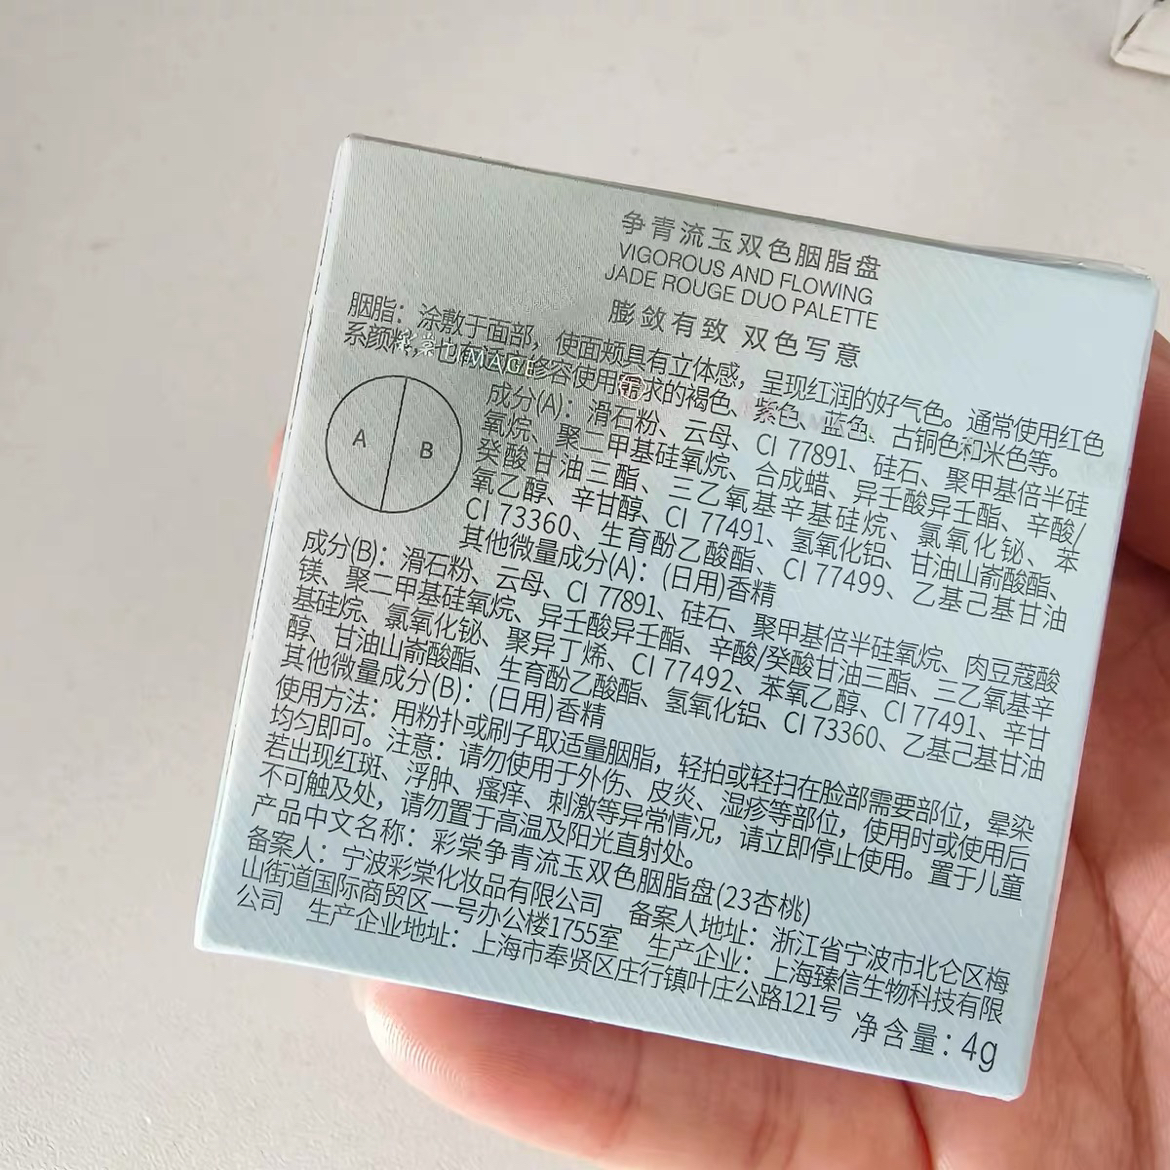 争青流玉双色胭脂盘
VIGOROUS AND FLOWING
JADE ROUGE DUO PALETTE
膨敛有致 双色写意
胭脂：涂敷于面部，使面颊具有立体感，呈现红润的好气色。通常使用红色
系颜料，也有适应修容使用需求的褐色、紫色、蓝色、古铜色和米色等。
A
B
成分(A)：滑石粉、云母、CI 77891、硅石、聚甲基倍半硅
氧烷、聚二甲基硅氧烷、合成蜡、异壬酸异壬酯、辛酸/
癸酸甘油三酯、三乙氧基辛基硅烷、氯氧化铋、苯
氧乙醇、辛甘醇、CI 77491、氢氧化铝、甘油山嵛酸酯、
CI 73360、生育酚乙酸酯、CI 77499、乙基己基甘油
其他微量成分(A)：(日用)香精
成分(B)：滑石粉、云母、CI 77891、硅石、聚甲基倍半硅氧烷、肉豆蔻酸
镁、聚二甲基硅氧烷、异壬酸异壬酯、辛酸/癸酸甘油三酯、三乙氧基辛
基硅烷、氯氧化铋、聚异丁烯、CI 77492、苯氧乙醇、CI 77491、辛甘
醇、甘油山嵛酸酯、生育酚乙酸酯、氢氧化铝、CI 73360、乙基己基甘油
其他微量成分(B)：(日用)香精
使用方法：用粉扑或刷子取适量胭脂，轻拍或轻扫在脸部需要部位，晕染
均匀即可。注意：请勿使用于外伤、皮炎、湿疹等部位，使用时或使用后
若出现红斑、浮肿、瘙痒、刺激等异常情况，请立即停止使用。置于儿童
不可触及处，请勿置于高温及阳光直射处。
产品中文名称：彩棠争青流玉双色胭脂盘(23杏桃)
备案人：宁波彩棠化妆品有限公司 备案人地址：浙江省宁波市北仑区梅
山街道国际商贸区一号办公楼1755室 生产企业：上海臻信生物科技有限
公司 生产企业地址：上海市奉贤区庄行镇叶庄公路121号
净含量：4g